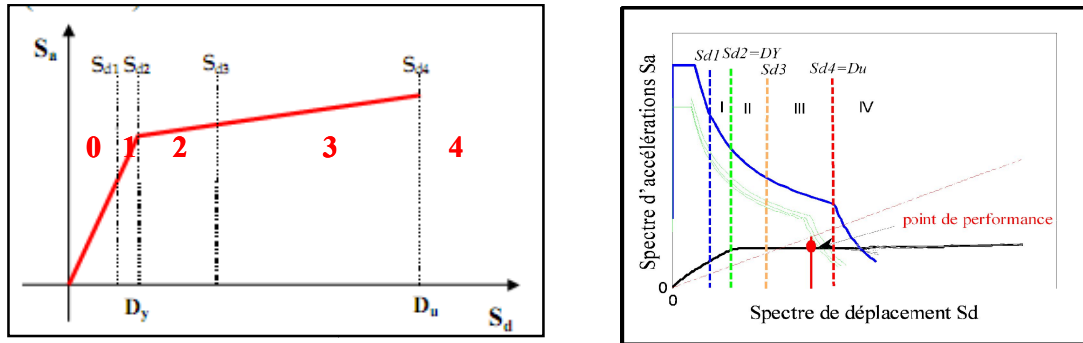 Sa
Sd1 Sd2 Sd3 Sd4
0 1 2 3 4
Dy Du Sd
Sd1 Sd2=DY Sd3 Sd4=Du
I II III IV
Spectre d'accélérations Sa
point de performance
0
0
Spectre de déplacement Sd